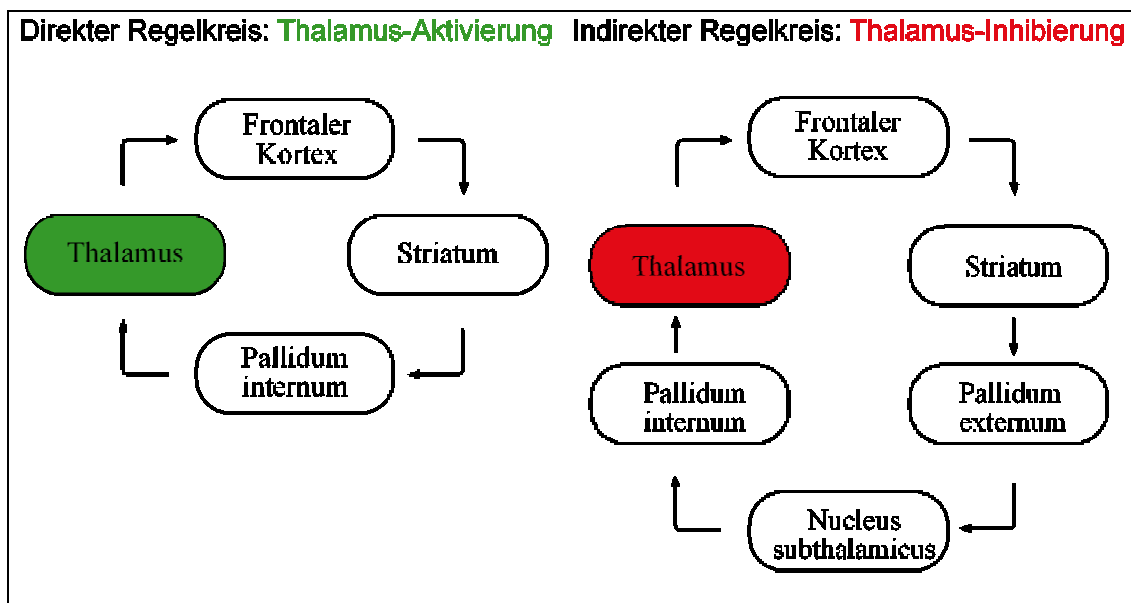 Direkter Regelkreis: Thalamus-Aktivierung
Frontaler
Kortex
Thalamus
Striatum
Pallidum
internum
Indirekter Regelkreis: Thalamus-Inhibierung
Frontaler
Kortex
Thalamus
Striatum
Pallidum
internum
Pallidum
externum
Nucleus
subthalamicus